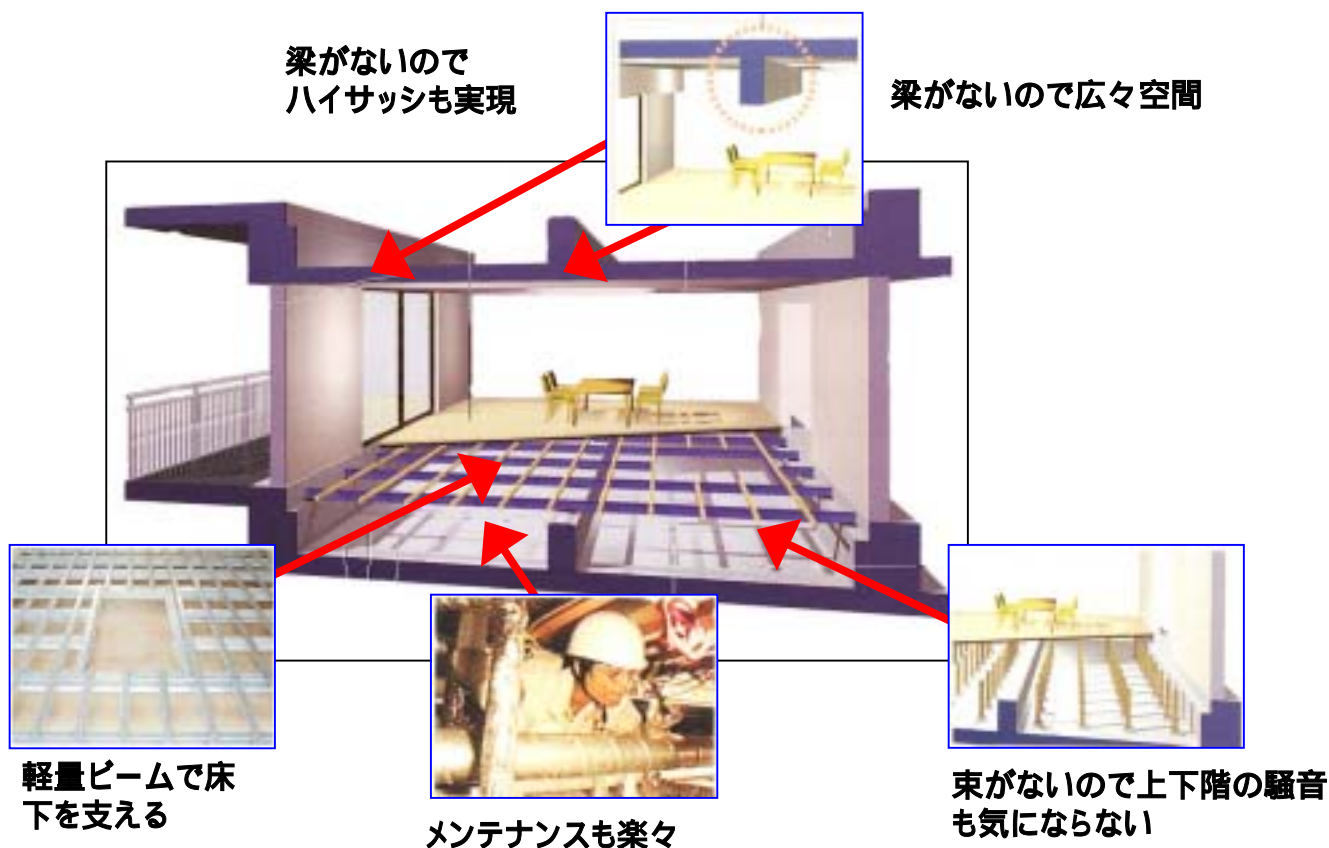 梁がないので
ハイサッシも実現
梁がないので広々空間
軽量ビームで床
下を支える
メンテナンスも楽々
束がないので上下階の騒音
も気にならない